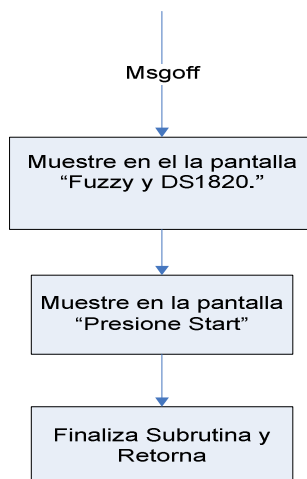 Msgoff
Muestre en el la pantalla
“Fuzzy y DS1820.”
Muestre en la pantalla
“Presione Start”
Finaliza Subrutina y
Retorna